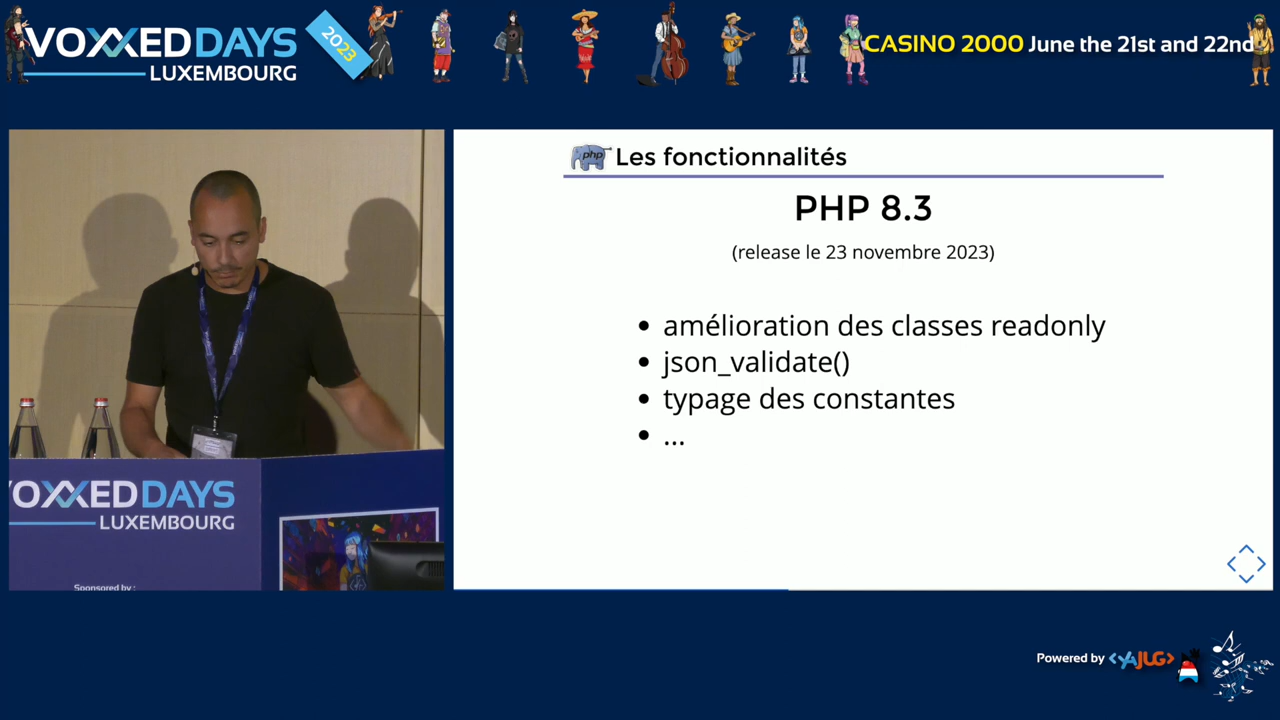 VOXXED DAYS
LUXEMBOURG
2023
CASINO 2000 June the 21st and 22nd
php
Les fonctionnalités
PHP 8.3
(release le 23 novembre 2023)
• amélioration des classes readonly
• json_validate()
• typage des constantes
• ...
VOXXED DAYS
LUXEMBOURG
Sponsored by :
Powered by <YAJUG>